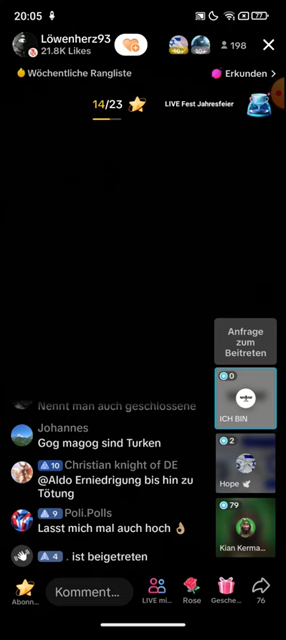 20:05
77
Löwenherz93
21.8K Likes
198
Wöchentliche Rangliste
Erkunden >
14/23
LIVE Fest Jahresfeier
Anfrage
zum
Beitreten
0
ICH BIN
2
Hope
79
Kian Kerma...
Nennt man auch geschlossene
Johannes
Gog magog sind Turken
10 Christian knight of DE
@Aldo Erniedrigung bis hin zu
Tötung
9 Poli.Polls
Lasst mich mal auch hoch 👌🏼
4 . ist beigetreten
Abonn...
Komment...
LIVE mi...
Rose
Gesche...
76